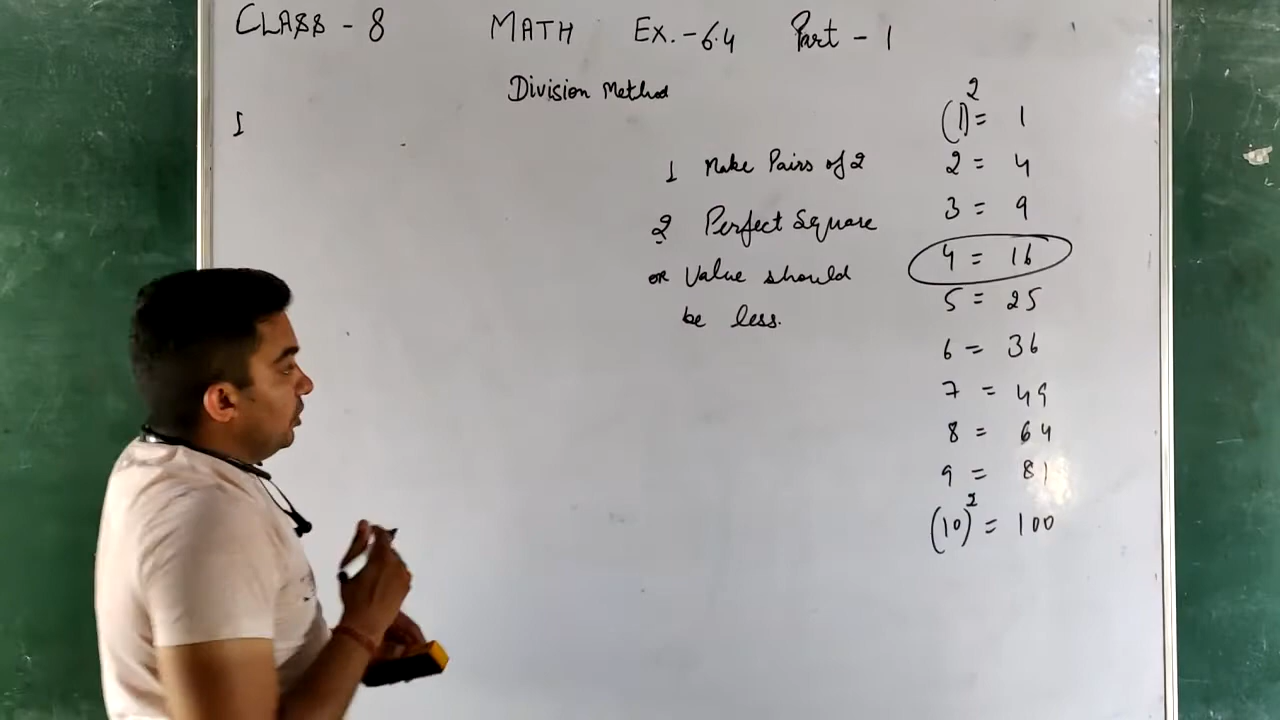 CLASS - 8 MATH EX.-6.4 Part - 1
Division Method
I
1 Make Pairs of 2
2 Perfect Square
or Value should
be less.
(1)² = 1
2 = 4
3 = 9
4 = 16
5 = 25
6 = 36
7 = 49
8 = 64
9 = 81
(10)² = 100